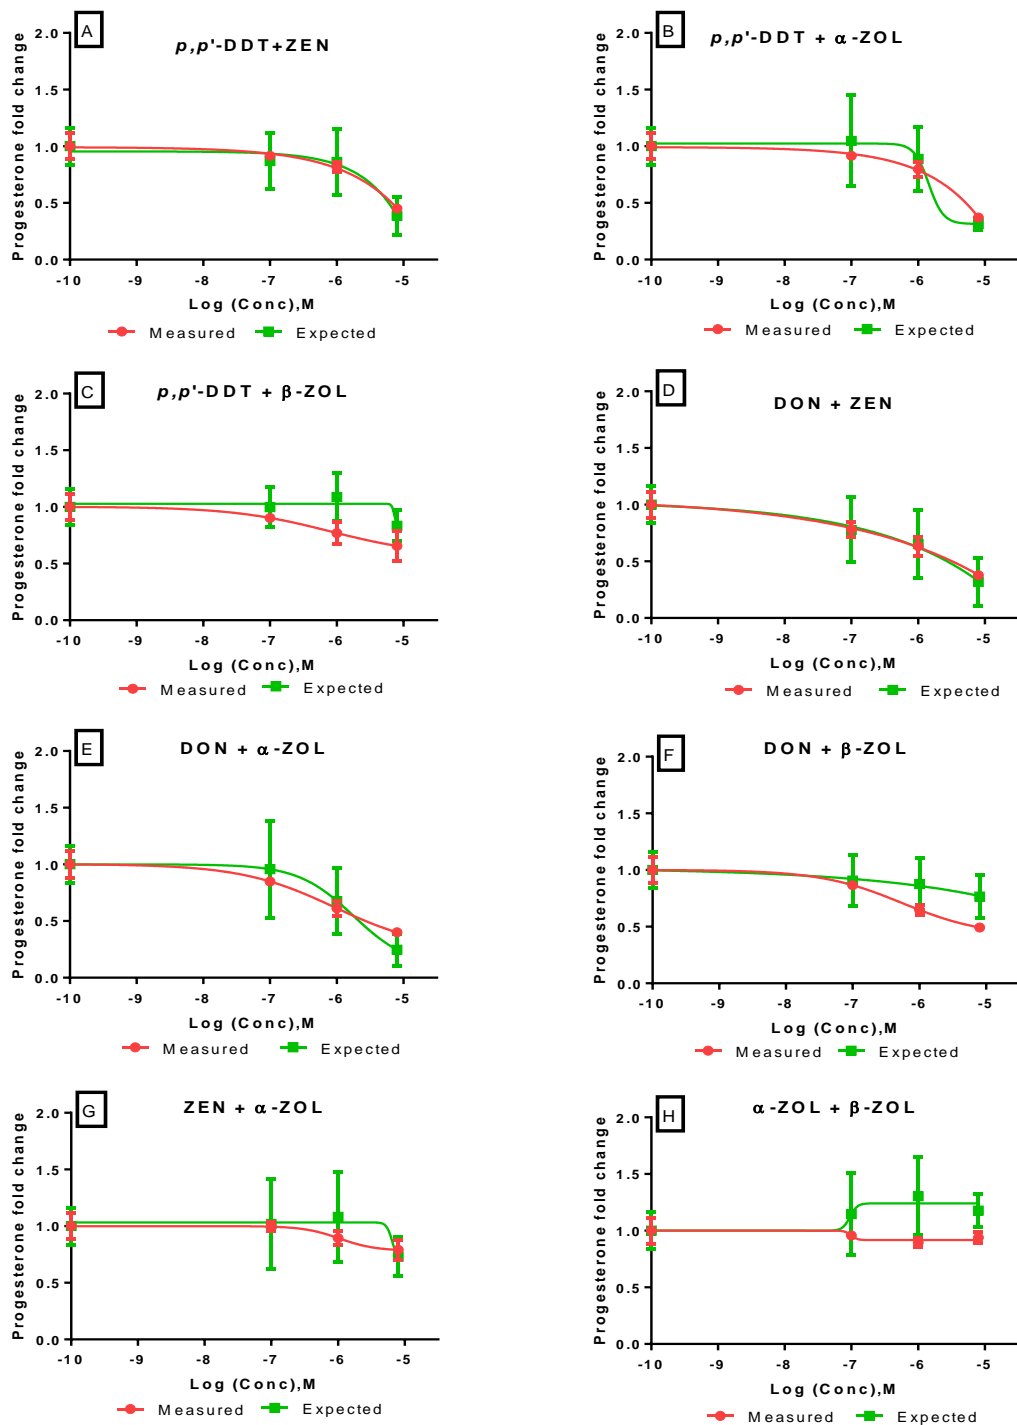 A
p,p'-DDT+ZEN
Progesterone fold change
2.0
1.5
1.0
0.5
0.0
-10 -9 -8 -7 -6 -5
Log (Conc),M
Measured Expected
B
p,p'-DDT + α-ZOL
Progesterone fold change
2.0
1.5
1.0
0.5
0.0
-10 -9 -8 -7 -6 -5
Log (Conc),M
Measured Expected
C
p,p'-DDT + β-ZOL
Progesterone fold change
2.0
1.5
1.0
0.5
0.0
-10 -9 -8 -7 -6 -5
Log (Conc),M
Measured Expected
D
DON + ZEN
Progesterone fold change
2.0
1.5
1.0
0.5
0.0
-10 -9 -8 -7 -6 -5
Log (Conc),M
Measured Expected
E
DON + α-ZOL
Progesterone fold change
2.0
1.5
1.0
0.5
0.0
-10 -9 -8 -7 -6 -5
Log (Conc),M
Measured Expected
F
DON + β-ZOL
Progesterone fold change
2.0
1.5
1.0
0.5
0.0
-10 -9 -8 -7 -6 -5
Log (Conc),M
Measured Expected
G
ZEN + α-ZOL
Progesterone fold change
2.0
1.5
1.0
0.5
0.0
-10 -9 -8 -7 -6 -5
Log (Conc),M
Measured Expected
H
α-ZOL + β-ZOL
Progesterone fold change
2.0
1.5
1.0
0.5
0.0
-10 -9 -8 -7 -6 -5
Log (Conc),M
Measured Expected